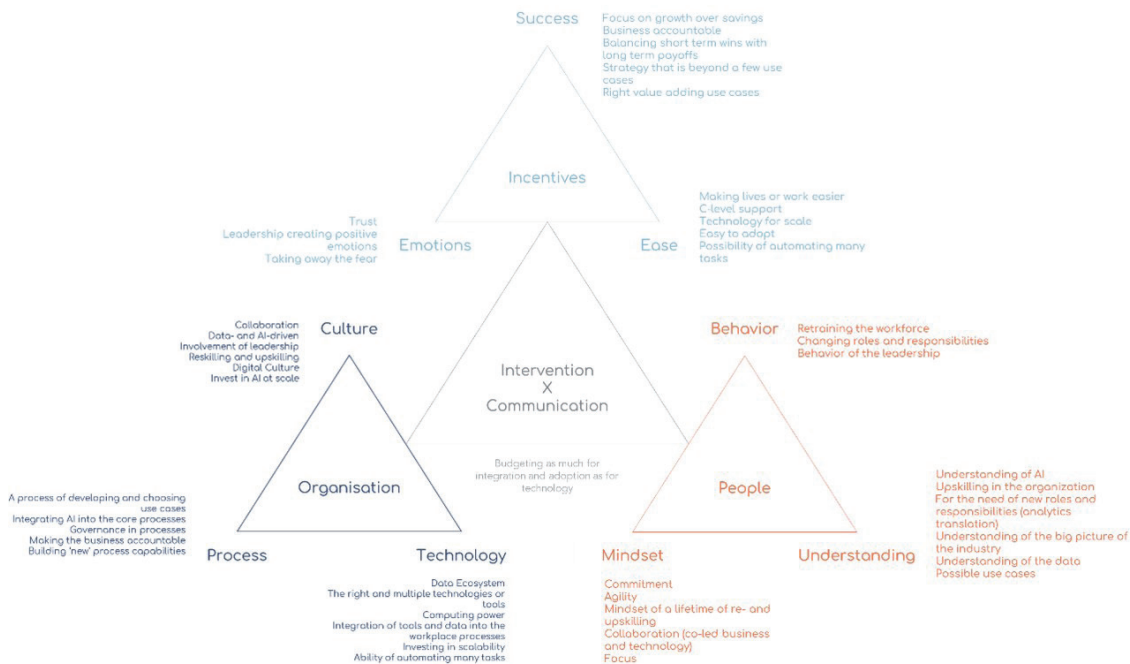 Success
Focus on growth over savings
Business accountable
Balancing short term wins with
long term payoffs
Strategy that is beyond a few use
cases
Right value adding use cases
Incentives
Trust
Leadership creating positive
emotions
Taking away the fear
Emotions
Ease
Making lives or work easier
C-level support
Technology for scale
Easy to adopt
Possibility of automating many
tasks
Collaboration
Data- and AI-driven
Involvement of leadership
Reskilling and upskilling
Digital Culture
Invest in AI at scale
Culture
Intervention
X
Communication
Budgeting as much for
integration and adoption as for
technology
Behavior
Retraining the workforce
Changing roles and responsibilities
Behavior of the leadership
Organisation
A process of developing and choosing
use cases
Integrating AI into the core processes
Governance in processes
Making the business accountable
Building 'new' process capabilities
Process
Technology
Data Ecosystem
The right and multiple technologies or
tools
Computing power
Integration of tools and data into the
workplace processes
Investing in scalability
Ability of automating many tasks
People
Mindset
Commitment
Agility
Mindset of a lifetime of re- and
upskilling
Collaboration (co-led business
and technology)
Focus
Understanding
Understanding of AI
Upskilling in the organization
For the need of new roles and
responsibilities (analytics
translation)
Understanding of the big picture of
the industry
Understanding of the data
Possible use cases